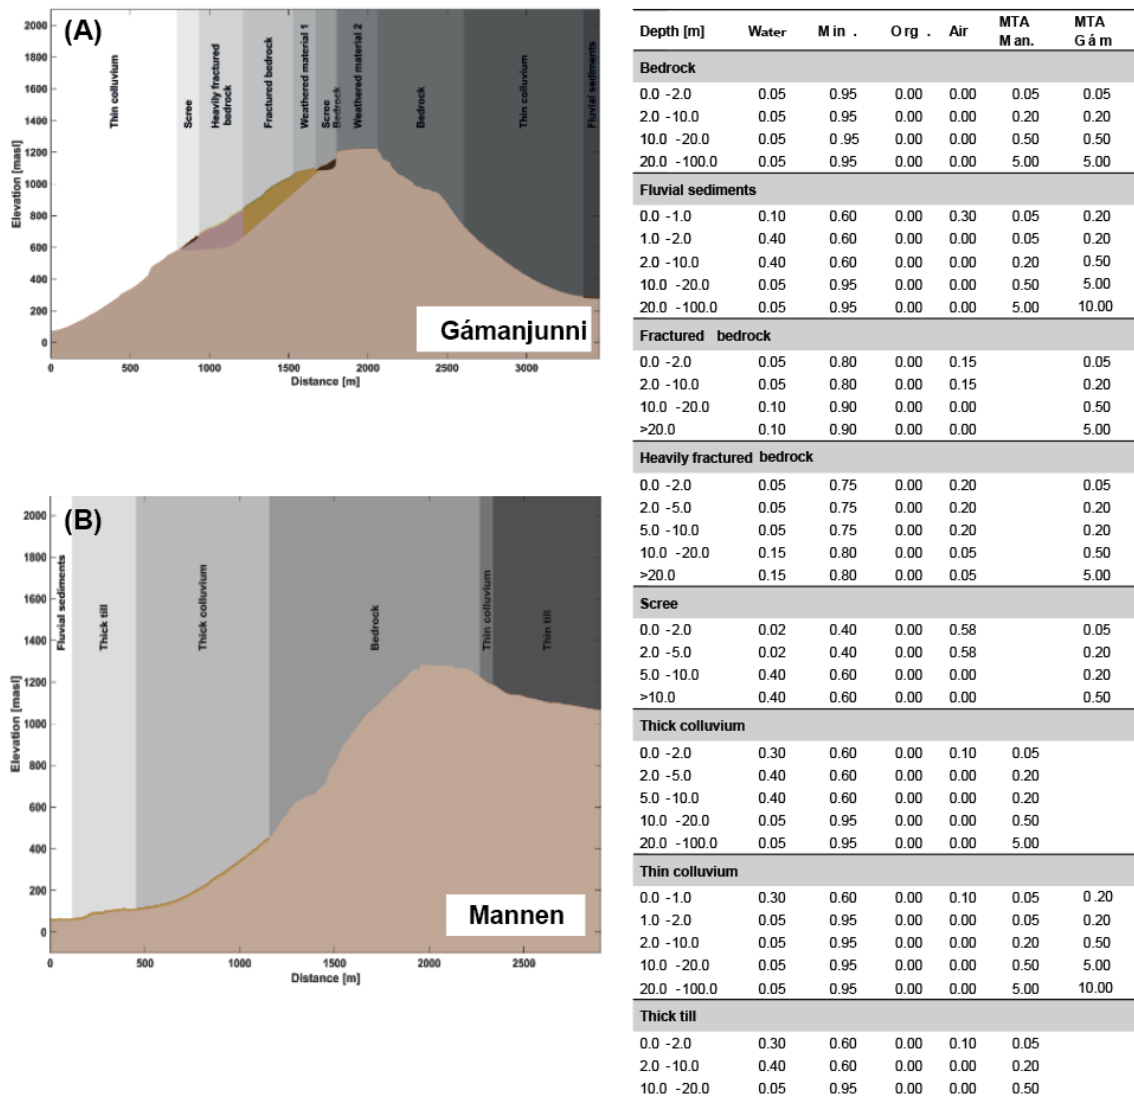 (A)
2000
1800
1600
1400
1200
1000
800
600
400
200
0
Elevation [masl]
Thin colluvium
Scree
Heavily fractured
bedrock
Fractured bedrock
Weathered material 1
Scree
Bedrock
Weathered material 2
Bedrock
Thin colluvium
Fluvial sediments
Gámanjunni
0 500 1000 1500 2000 2500 3000
Distance [m]
(B)
2000
1800
1600
1400
1200
1000
800
600
400
200
0
Elevation [masl]
Fluvial sediments
Thick till
Thick colluvium
Bedrock
Thin colluvium
Thin till
Mannen
0 500 1000 1500 2000 2500
Distance [m]
Depth [m] Water Min. Org. Air MTA Man. MTA Gám
Bedrock
0.0 -2.0 0.05 0.95 0.00 0.00 0.05 0.05
2.0 -10.0 0.05 0.95 0.00 0.00 0.20 0.20
10.0 -20.0 0.05 0.95 0.00 0.00 0.50 0.50
20.0 -100.0 0.05 0.95 0.00 0.00 5.00 5.00
Fluvial sediments
0.0 -1.0 0.10 0.60 0.00 0.30 0.05 0.20
1.0 -2.0 0.40 0.60 0.00 0.00 0.05 0.20
2.0 -10.0 0.40 0.60 0.00 0.00 0.20 0.50
10.0 -20.0 0.05 0.95 0.00 0.00 0.50 5.00
20.0 -100.0 0.05 0.95 0.00 0.00 5.00 10.00
Fractured bedrock
0.0 -2.0 0.05 0.80 0.00 0.15 0.05
2.0 -10.0 0.05 0.80 0.00 0.15 0.20
10.0 -20.0 0.10 0.90 0.00 0.00 0.50
>20.0 0.10 0.90 0.00 0.00 5.00
Heavily fractured bedrock
0.0 -2.0 0.05 0.75 0.00 0.20 0.05
2.0 -5.0 0.05 0.75 0.00 0.20 0.20
5.0 -10.0 0.05 0.75 0.00 0.20 0.20
10.0 -20.0 0.15 0.80 0.00 0.05 0.50
>20.0 0.15 0.80 0.00 0.05 5.00
Scree
0.0 -2.0 0.02 0.40 0.00 0.58 0.05
2.0 -5.0 0.02 0.40 0.00 0.58 0.20
5.0 -10.0 0.40 0.60 0.00 0.00 0.20
>10.0 0.40 0.60 0.00 0.00 0.50
Thick colluvium
0.0 -2.0 0.30 0.60 0.00 0.10 0.05
2.0 -5.0 0.40 0.60 0.00 0.00 0.20
5.0 -10.0 0.40 0.60 0.00 0.00 0.20
10.0 -20.0 0.05 0.95 0.00 0.00 0.50
20.0 -100.0 0.05 0.95 0.00 0.00 5.00
Thin colluvium
0.0 -1.0 0.30 0.60 0.00 0.10 0.05 0.20
1.0 -2.0 0.05 0.95 0.00 0.00 0.05 0.20
2.0 -10.0 0.05 0.95 0.00 0.00 0.20 0.50
10.0 -20.0 0.05 0.95 0.00 0.00 0.50 5.00
20.0 -100.0 0.05 0.95 0.00 0.00 5.00 10.00
Thick till
0.0 -2.0 0.30 0.60 0.00 0.10 0.05
2.0 -10.0 0.40 0.60 0.00 0.00 0.20
10.0 -20.0 0.05 0.95 0.00 0.00 0.50